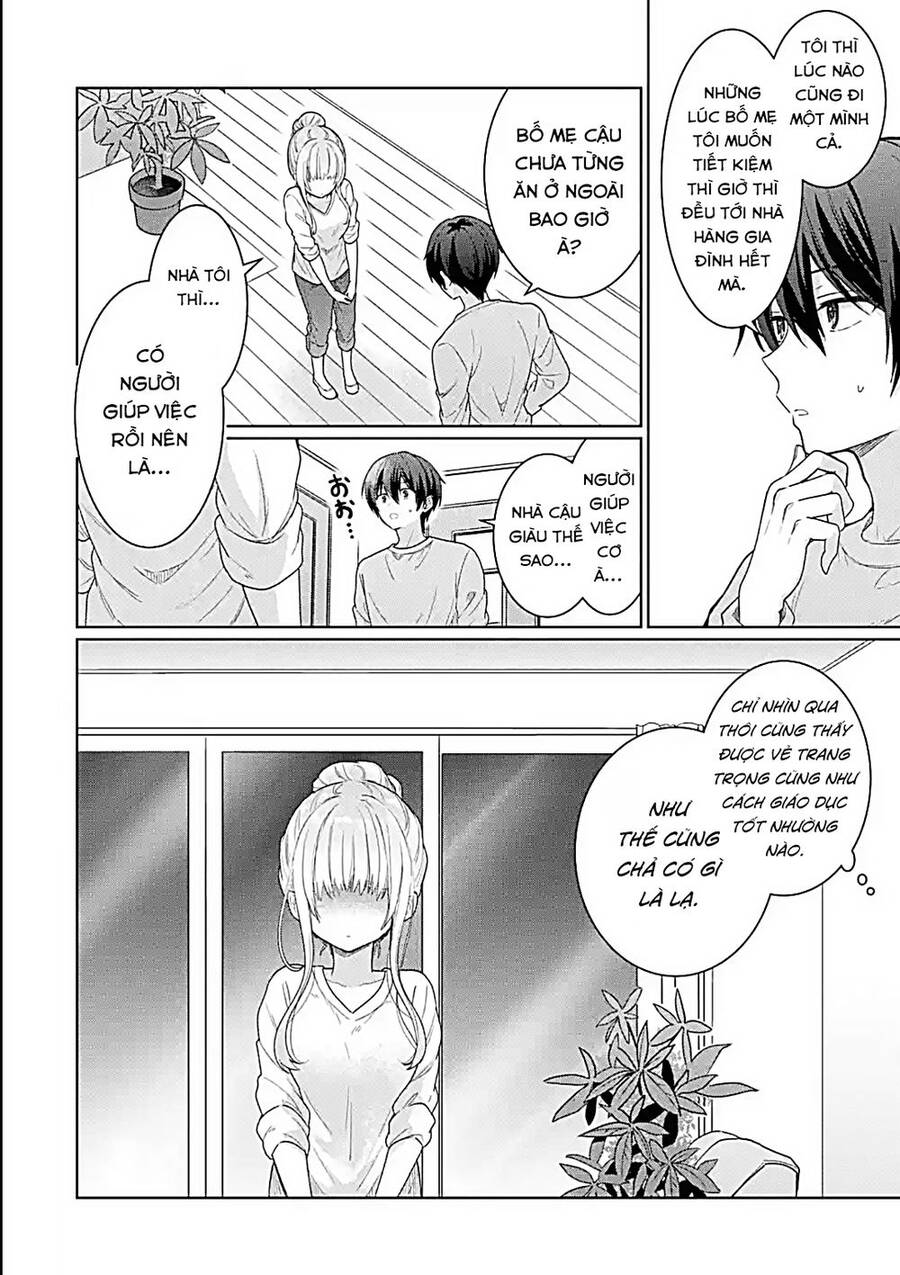 TÔI THÌ
LÚC NÀO
CŨNG ĐI
MỘT MÌNH
CẢ.
NHỮNG
LÚC BỐ MẸ
TÔI MUỐN
TIẾT KIỆM
THÌ GIỜ THÌ
ĐỀU TỚI NHÀ
HÀNG GIA
ĐÌNH HẾT
MÀ.
BỐ MẸ CẬU
CHƯA TỪNG
ĂN Ở NGOÀI
BAO GIỜ
À?
NHÀ TÔI
THÌ...
CÓ
NGƯỜI
GIÚP VIỆC
RỒI NÊN
LÀ...
NGƯỜI
GIÚP
VIỆC
CƠ
À...
NHÀ CẬU
GIÀU THẾ
SAO...
おお...
CHỈ NHÌN QUA
THÔI CŨNG THẤY
ĐƯỢC VẺ TRANG
TRỌNG CŨNG NHƯ
CÁCH GIÁO DỤC
TỐT NHƯỜNG
NÀO.
NHƯ
THẾ CŨNG
CHẢ CÓ GÌ
LÀ LẠ.